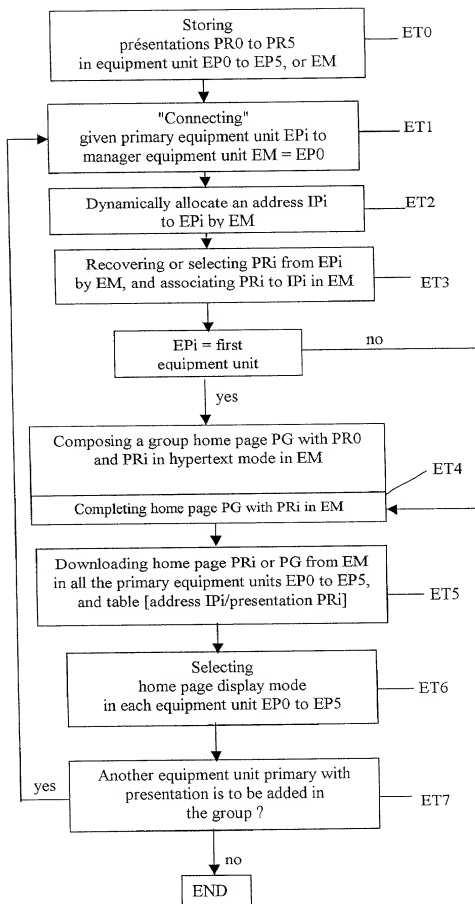 Storing
présentations PR0 to PR5
in equipment unit EP0 to EP5, or EM
ET0
"Connecting"
given primary equipment unit EPi to
manager equipment unit EM = EP0
ET1
Dynamically allocate an address IPi
to EPi by EM
ET2
Recovering or selecting PRi from EPi
by EM, and associating PRi to IPi in EM
ET3
EPi = first
equipment unit
no
yes
Composing a group home page PG with PR0
and PRi in hypertext mode in EM
ET4
Completing home page PG with PRi in EM
Downloading home page PRi or PG from EM
in all the primary equipment units EP0 to EP5,
and table [address IPi/presentation PRi]
ET5
Selecting
home page display mode
in each equipment unit EP0 to EP5
ET6
yes
Another equipment unit primary with
presentation is to be added in
the group ?
ET7
no
END